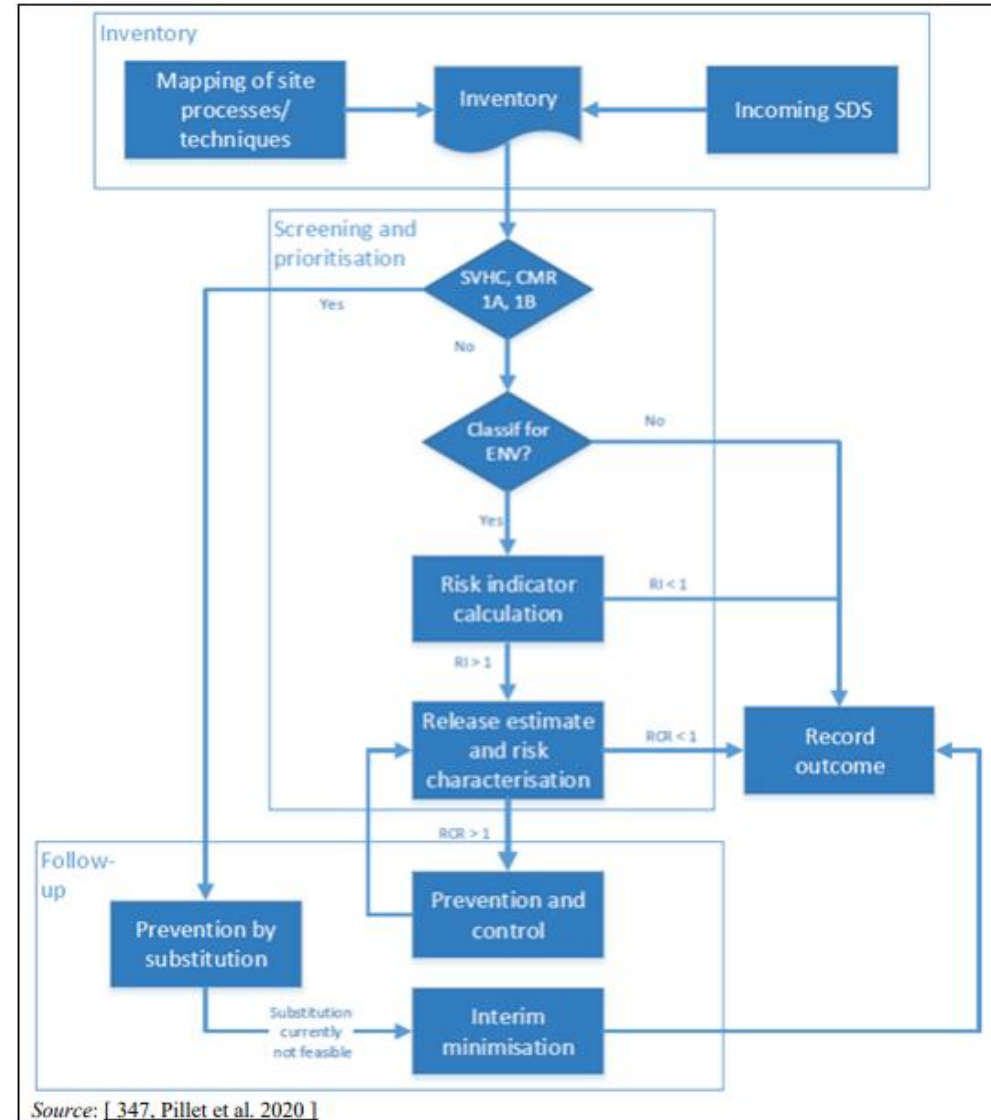 Inventory
Mapping of site
processes/
techniques
Inventory
Incoming SDS
Screening and
prioritisation
SVHC, CMR
1A, 1B
Yes
No
Classif for
ENV?
No
Yes
Risk indicator
calculation
RI < 1
RI > 1
Release estimate
and risk
characterisation
RCR < 1
Record
outcome
RCR > 1
Follow-
up
Prevention and
control
Prevention by
substitution
Substitution
currently
not feasible
Interim
minimisation
Source: [ 347, Pillet et al. 2020 ]